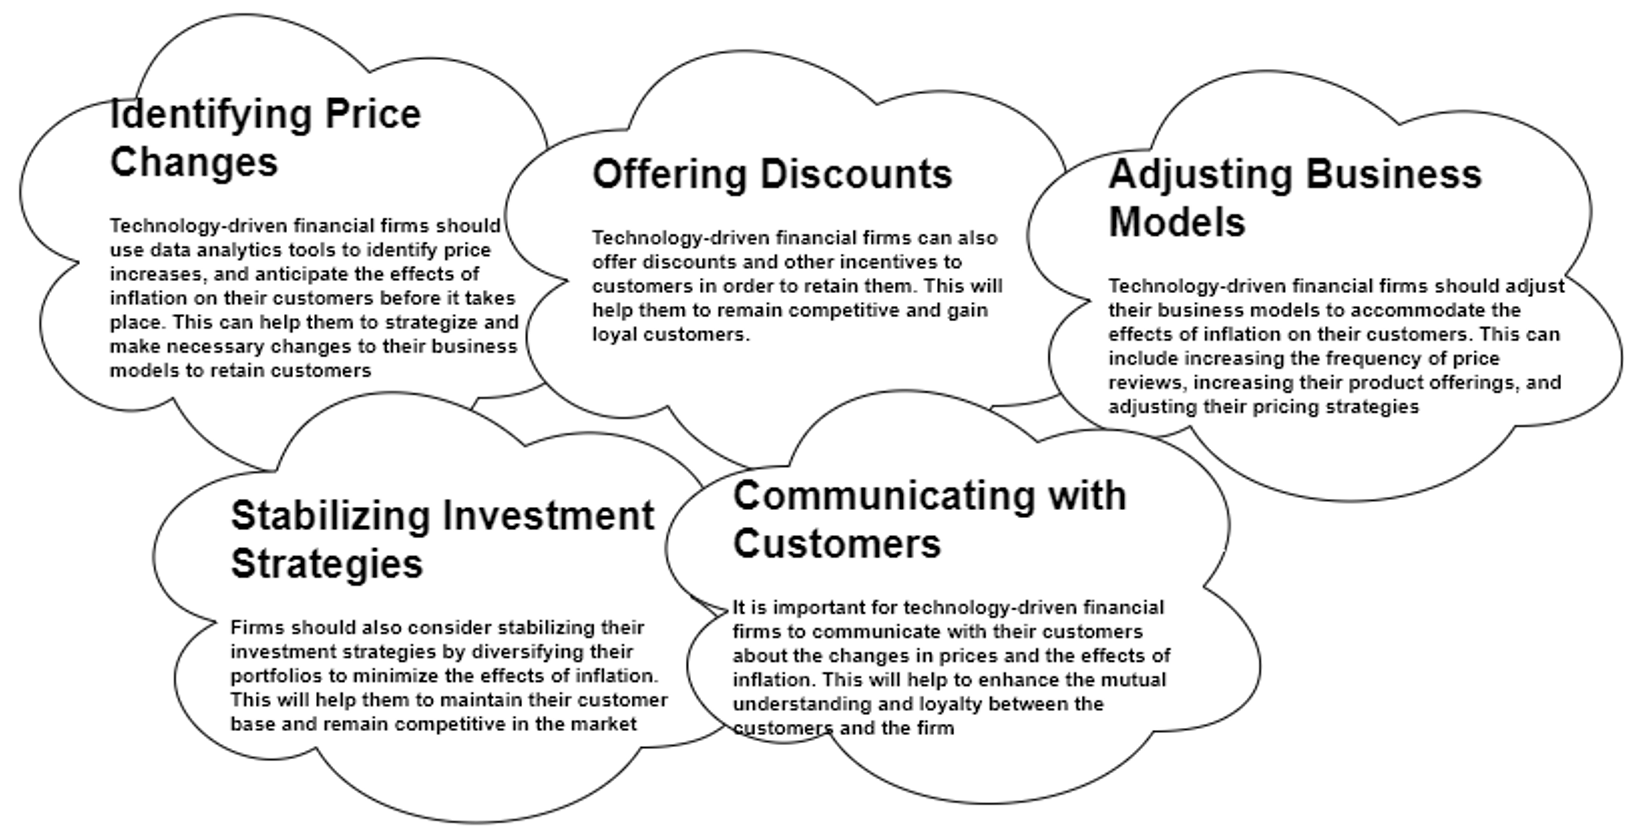 Identifying Price
Changes
Technology-driven financial firms should
use data analytics tools to identify price
increases, and anticipate the effects of
inflation on their customers before it takes
place. This can help them to strategize and
make necessary changes to their business
models to retain customers
Offering Discounts
Technology-driven financial firms can also
offer discounts and other incentives to
customers in order to retain them. This will
help them to remain competitive and gain
loyal customers.
Adjusting Business
Models
Technology-driven financial firms should adjust
their business models to accommodate the
effects of inflation on their customers. This can
include increasing the frequency of price
reviews, increasing their product offerings, and
adjusting their pricing strategies
Stabilizing Investment
Strategies
Firms should also consider stabilizing their
investment strategies by diversifying their
portfolios to minimize the effects of inflation.
This will help them to maintain their customer
base and remain competitive in the market
Communicating with
Customers
It is important for technology-driven financial
firms to communicate with their customers
about the changes in prices and the effects of
inflation. This will help to enhance the mutual
understanding and loyalty between the
customers and the firm